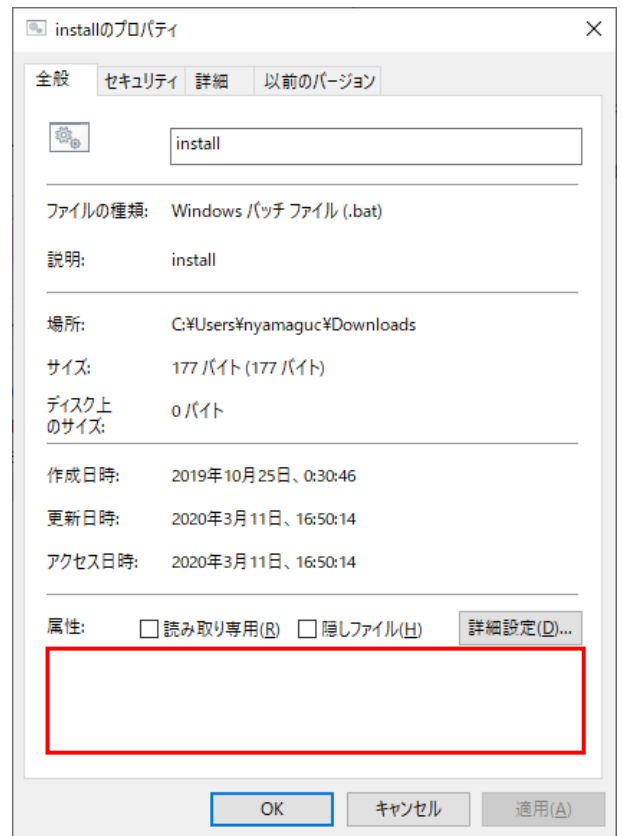 installのプロパティ
全般 セキュリティ 詳細 以前のバージョン
install
ファイルの種類: Windows バッチ ファイル (.bat)
説明: install
場所: C:¥Users¥nyamaguc¥Downloads
サイズ: 177 バイト (177 バイト)
ディスク上
のサイズ: 0 バイト
作成日時: 2019年10月25日、0:30:46
更新日時: 2020年3月11日、16:50:14
アクセス日時: 2020年3月11日、16:50:14
属性: 読み取り専用(R) 隠しファイル(H) 詳細設定(D)...
OK キャンセル 適用(A)